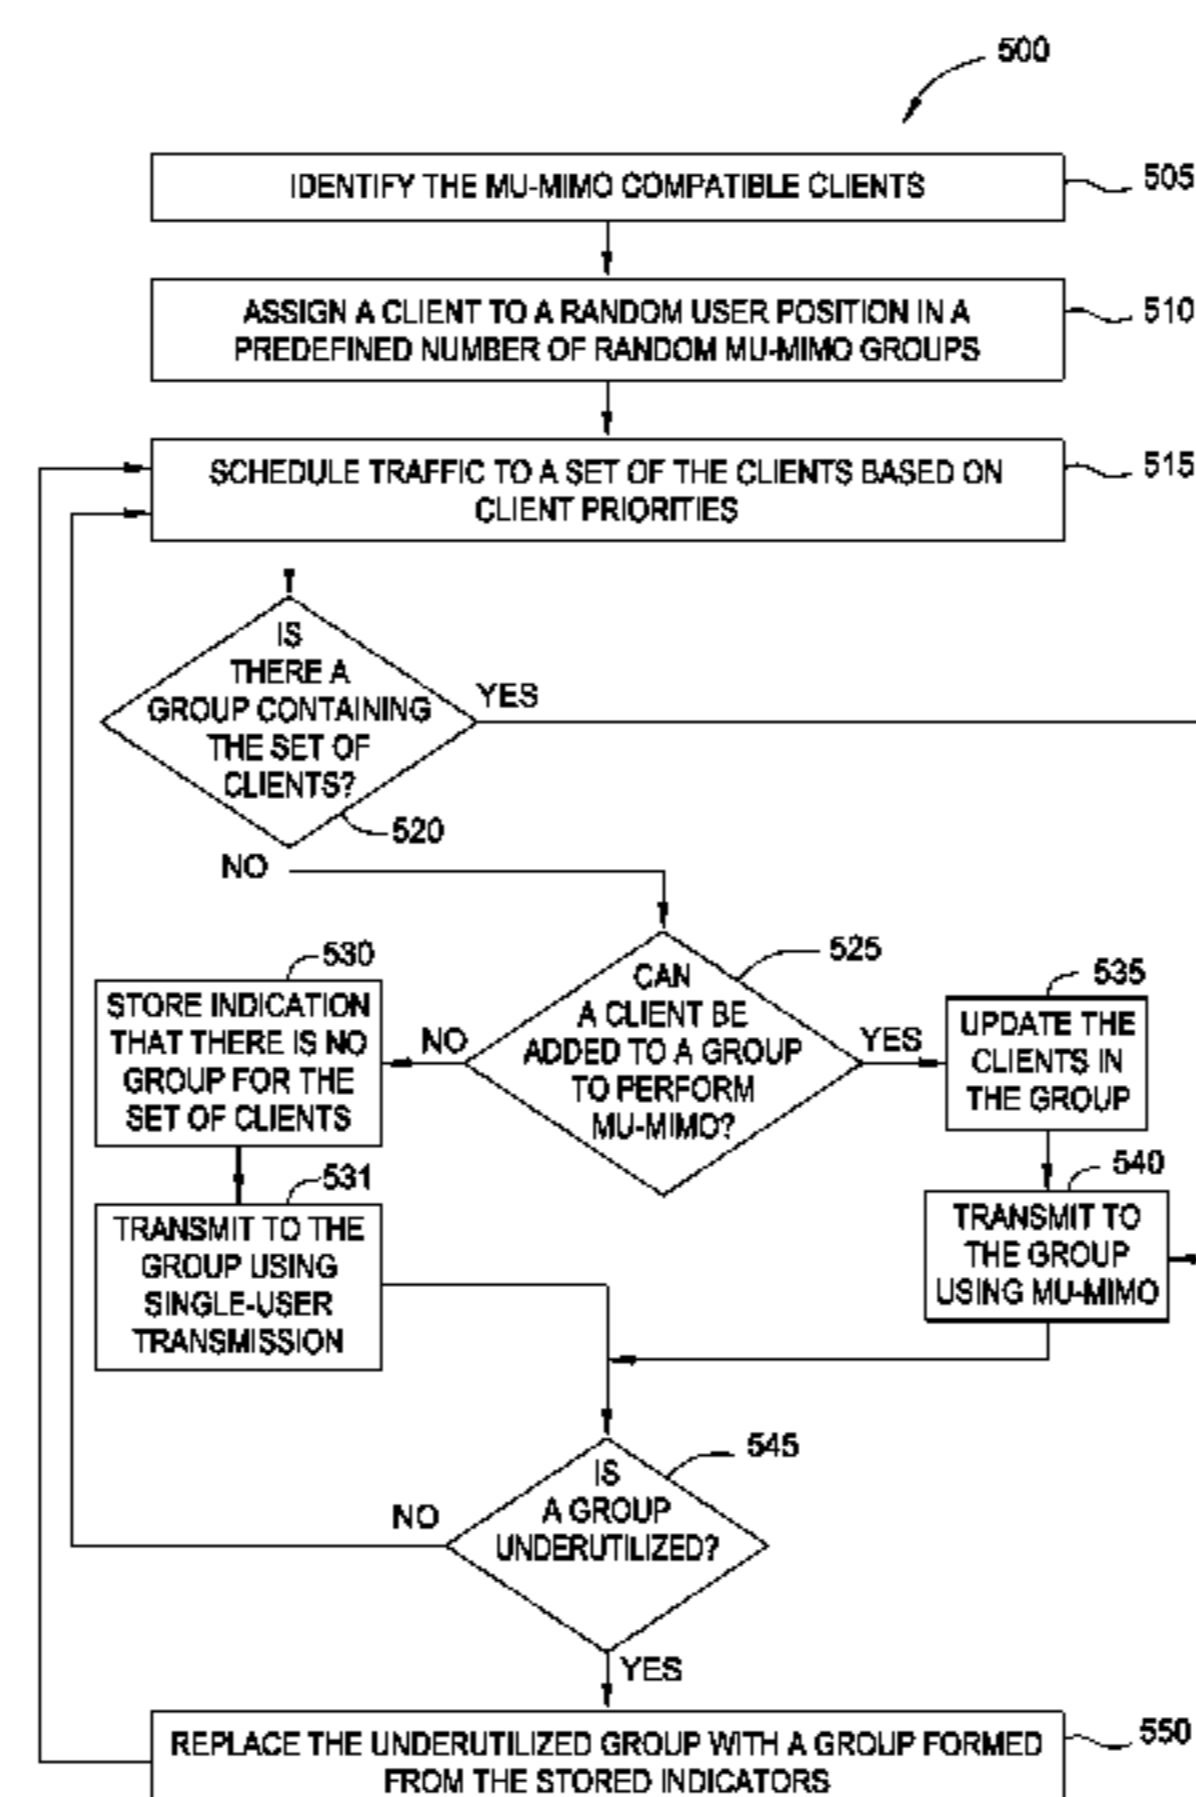 500
IDENTIFY THE MU-MIMO COMPATIBLE CLIENTS
505
ASSIGN A CLIENT TO A RANDOM USER POSITION IN A
PREDEFINED NUMBER OF RANDOM MU-MIMO GROUPS
510
SCHEDULE TRAFFIC TO A SET OF THE CLIENTS BASED ON
CLIENT PRIORITIES
515
IS
THERE A
GROUP CONTAINING
THE SET OF
CLIENTS?
YES
520
NO
530
STORE INDICATION
THAT THERE IS NO
GROUP FOR THE
SET OF CLIENTS
NO
CAN
A CLIENT BE
ADDED TO A GROUP
TO PERFORM
MU-MIMO?
525
YES
535
UPDATE THE
CLIENTS IN
THE GROUP
531
TRANSMIT TO THE
GROUP USING
SINGLE-USER
TRANSMISSION
540
TRANSMIT TO
THE GROUP
USING MU-MIMO
545
IS
A GROUP
UNDERUTILIZED?
NO
YES
REPLACE THE UNDERUTILIZED GROUP WITH A GROUP FORMED
FROM THE STORED INDICATORS
550